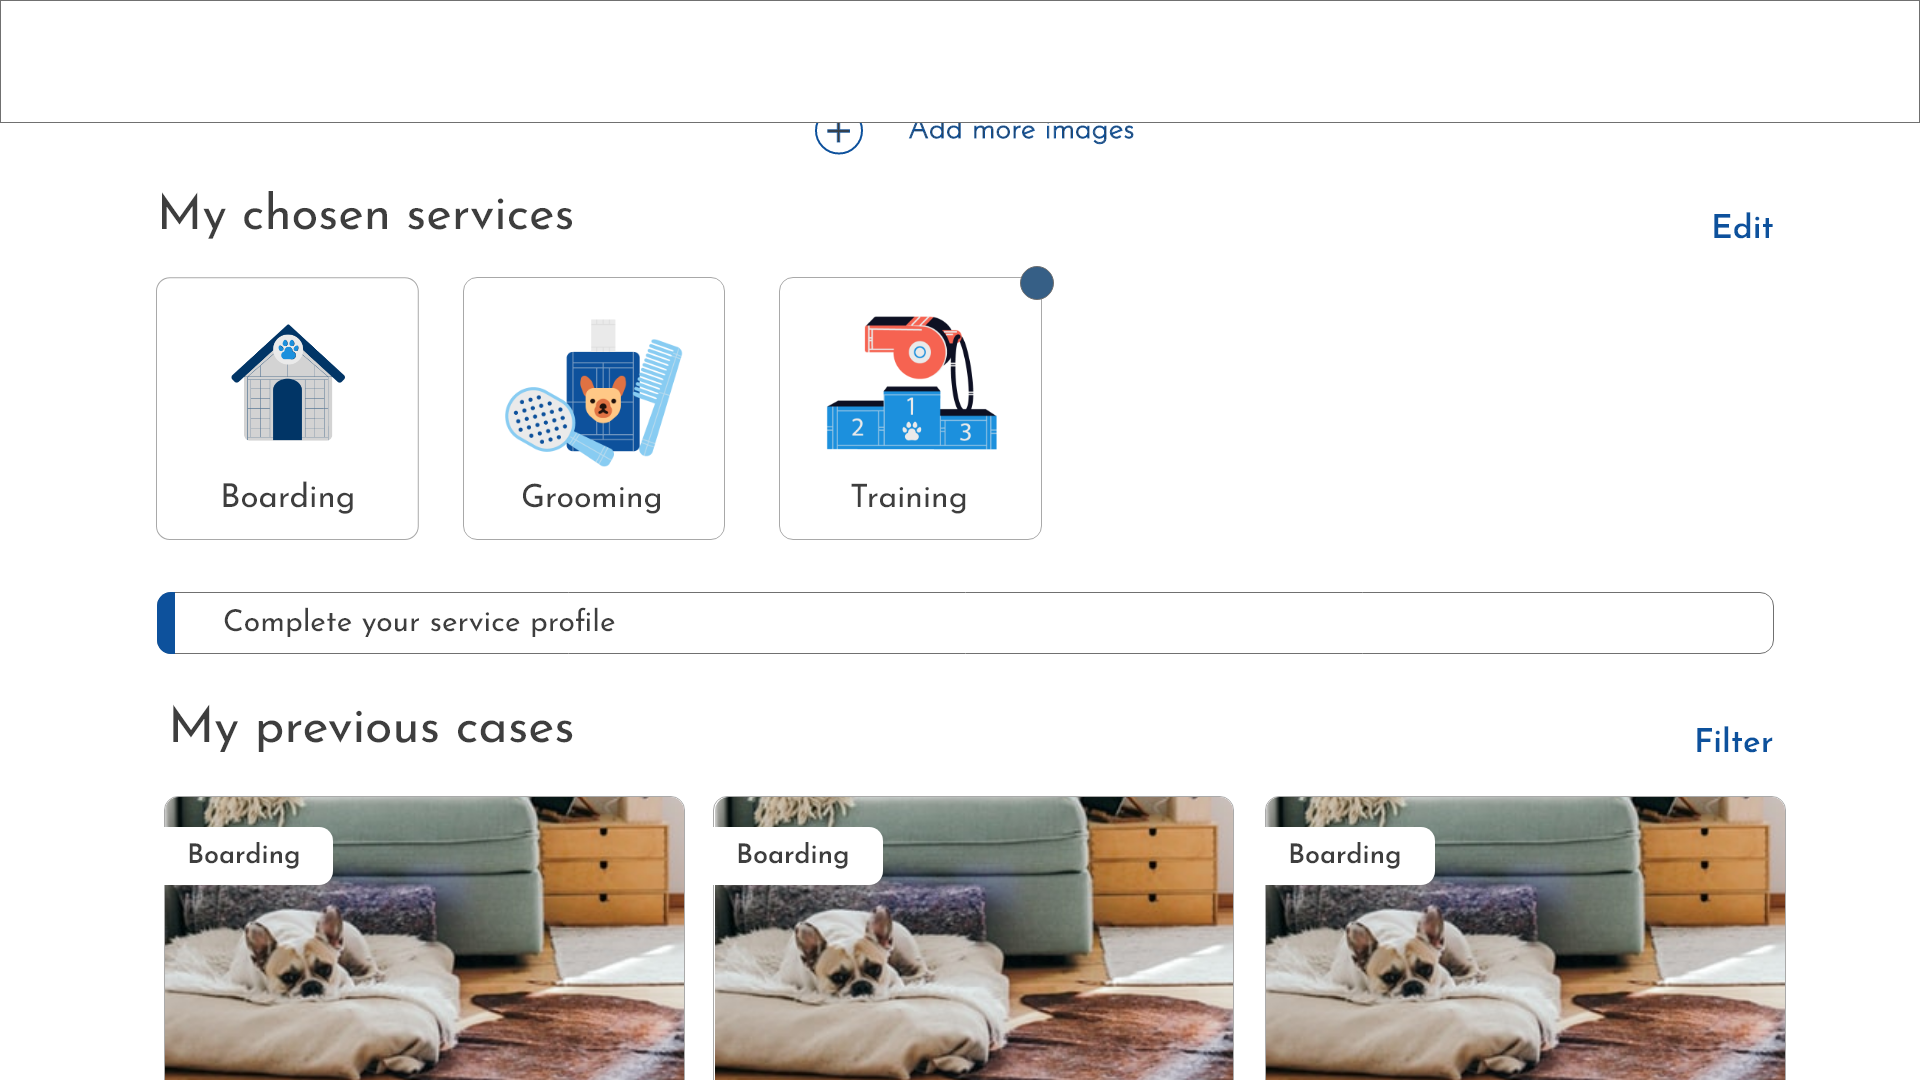 Add more images
My chosen services
Edit
1
2
3
Boarding
Grooming
Training
Complete your service profile
My previous cases
Filter
Boarding
Boarding
Boarding